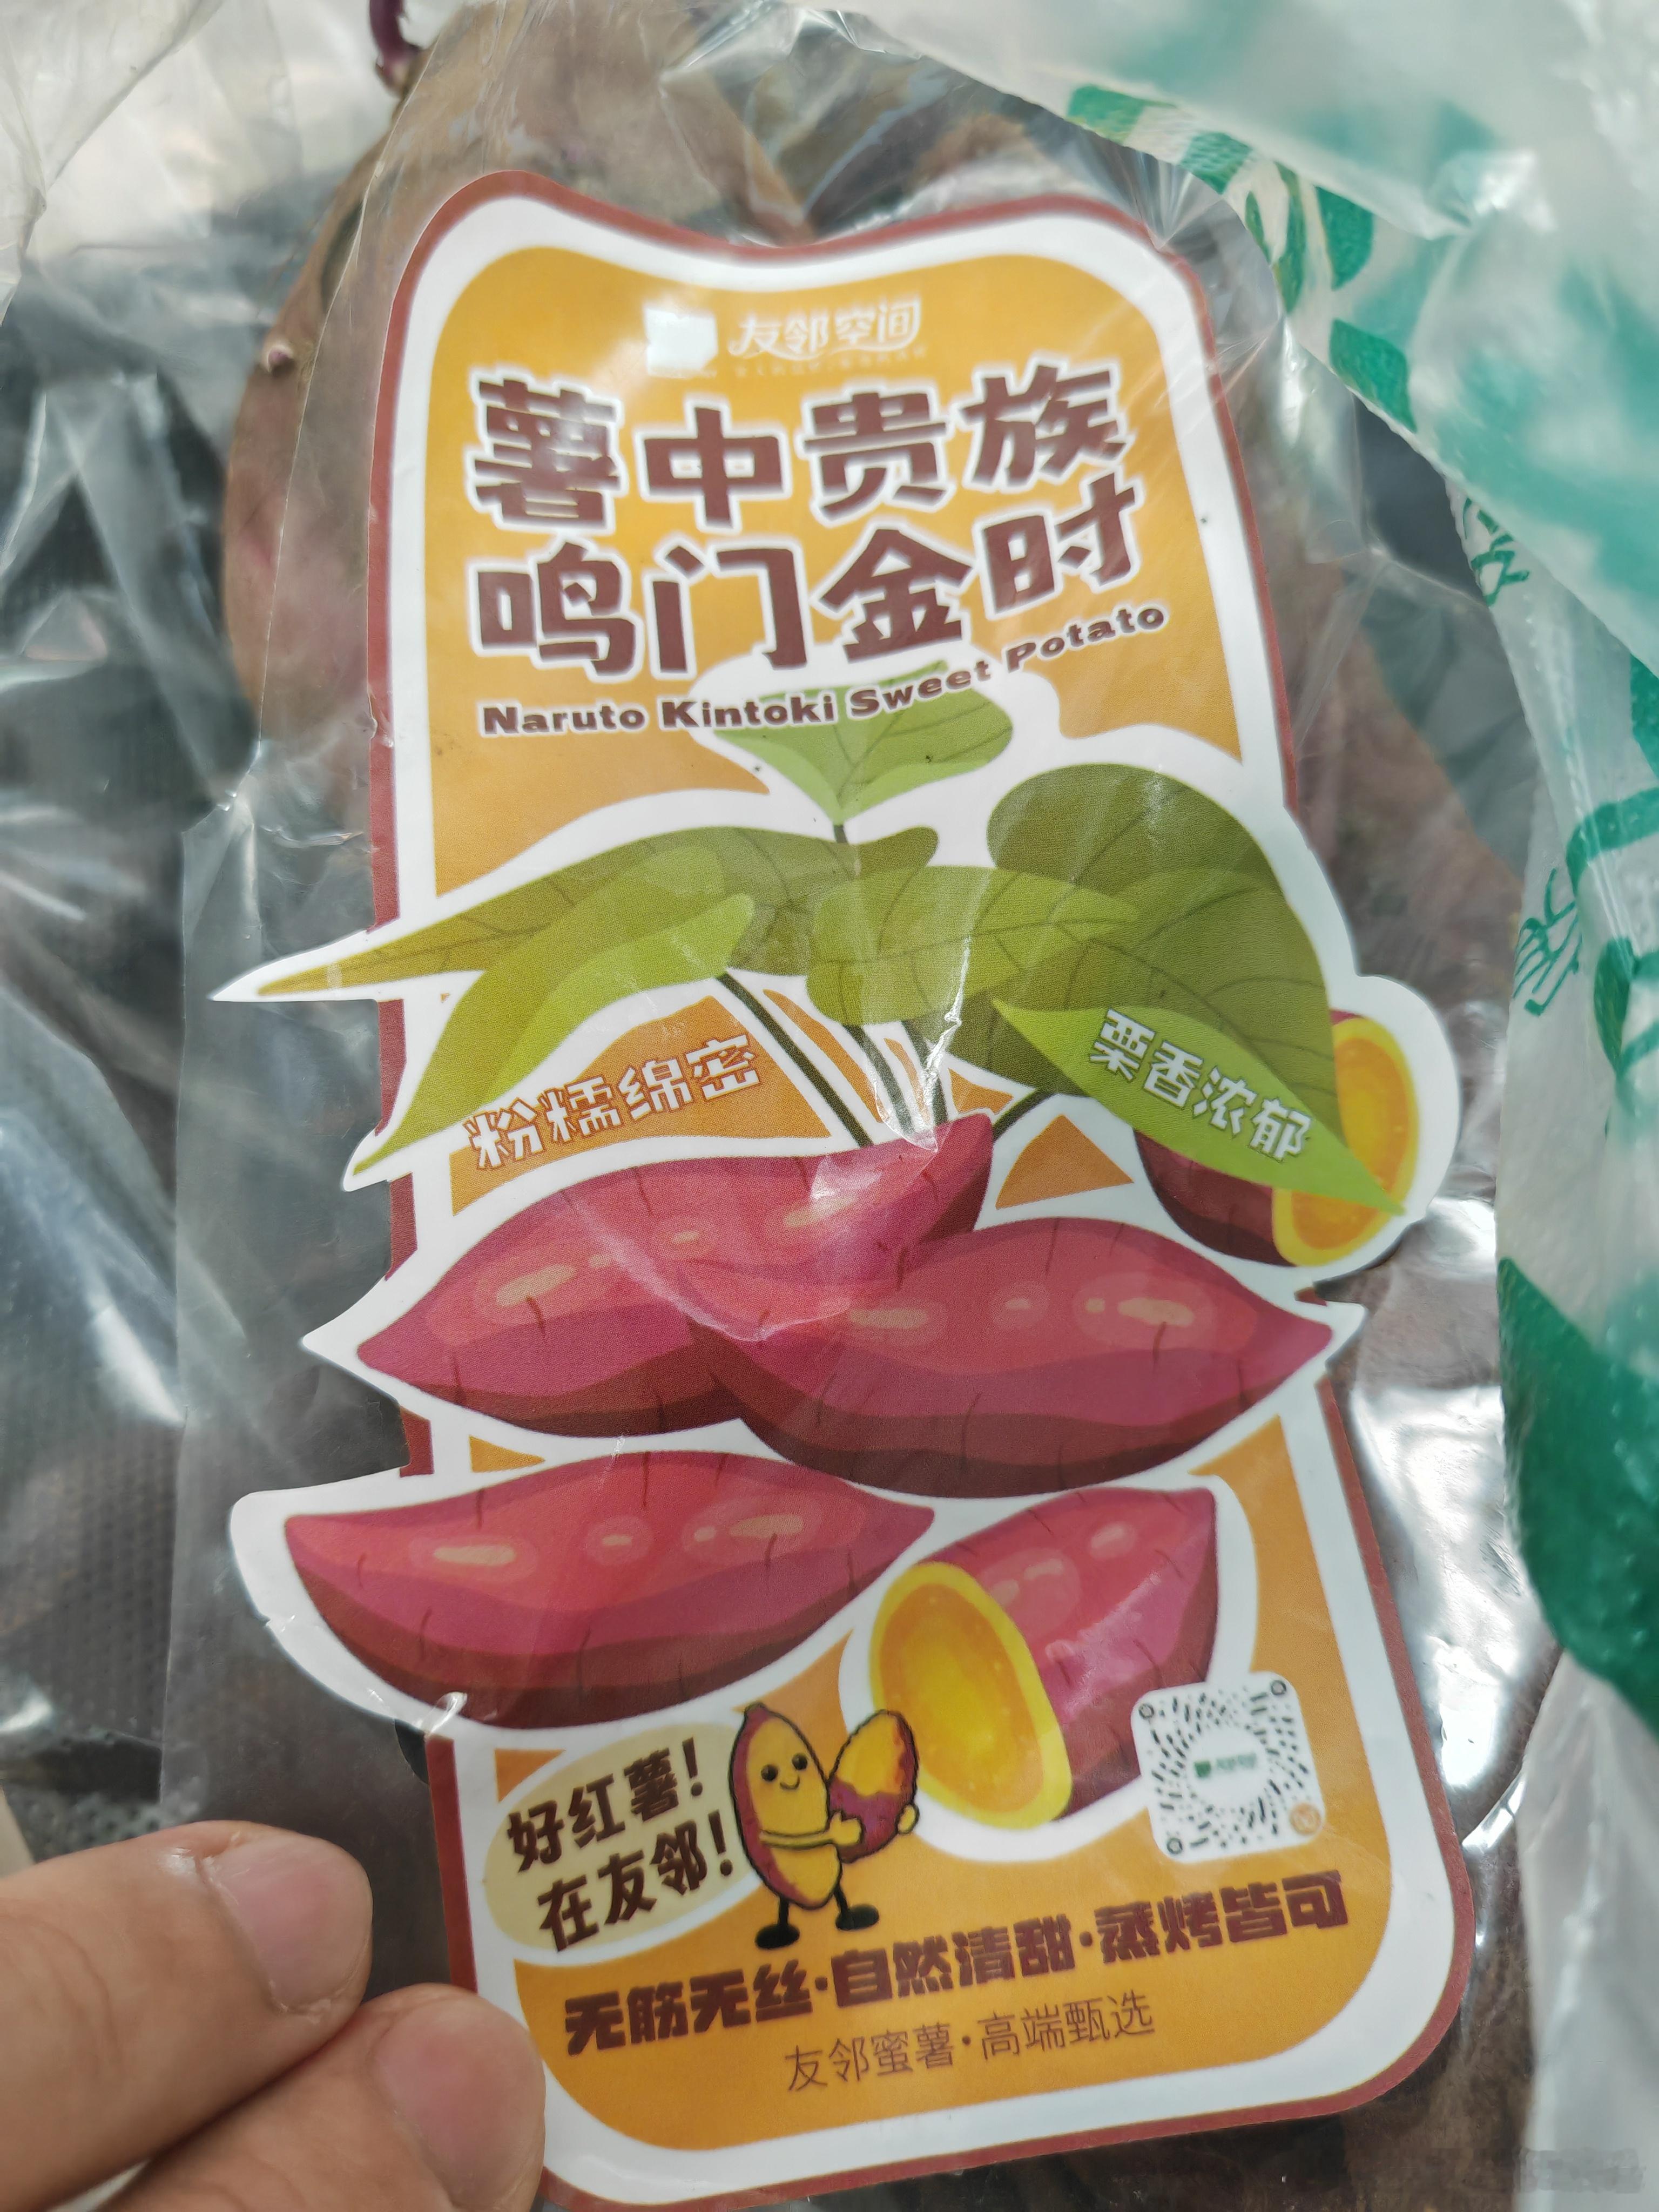 友邻空间
薯中贵族
鸣门金时
Naruto Kintoki Sweet Potato
粉糯绵密
栗香浓郁
好红薯！
在友邻！
无筋无丝·自然清甜·蒸烤皆可
友邻蜜薯·高端甄选